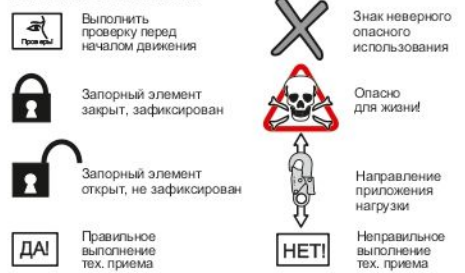 Проверь!
Выполнить
проверку перед
началом движения
Запорный элемент
закрыт, зафиксирован
Запорный элемент
открыт, не зафиксирован
ДА!
Правильное
выполнение
тех. приема
Знак неверного
опасного
использования
Опасно
для жизни!
Направление
приложения
нагрузки
НЕТ!
Неправильное
выполнение
тех. приема